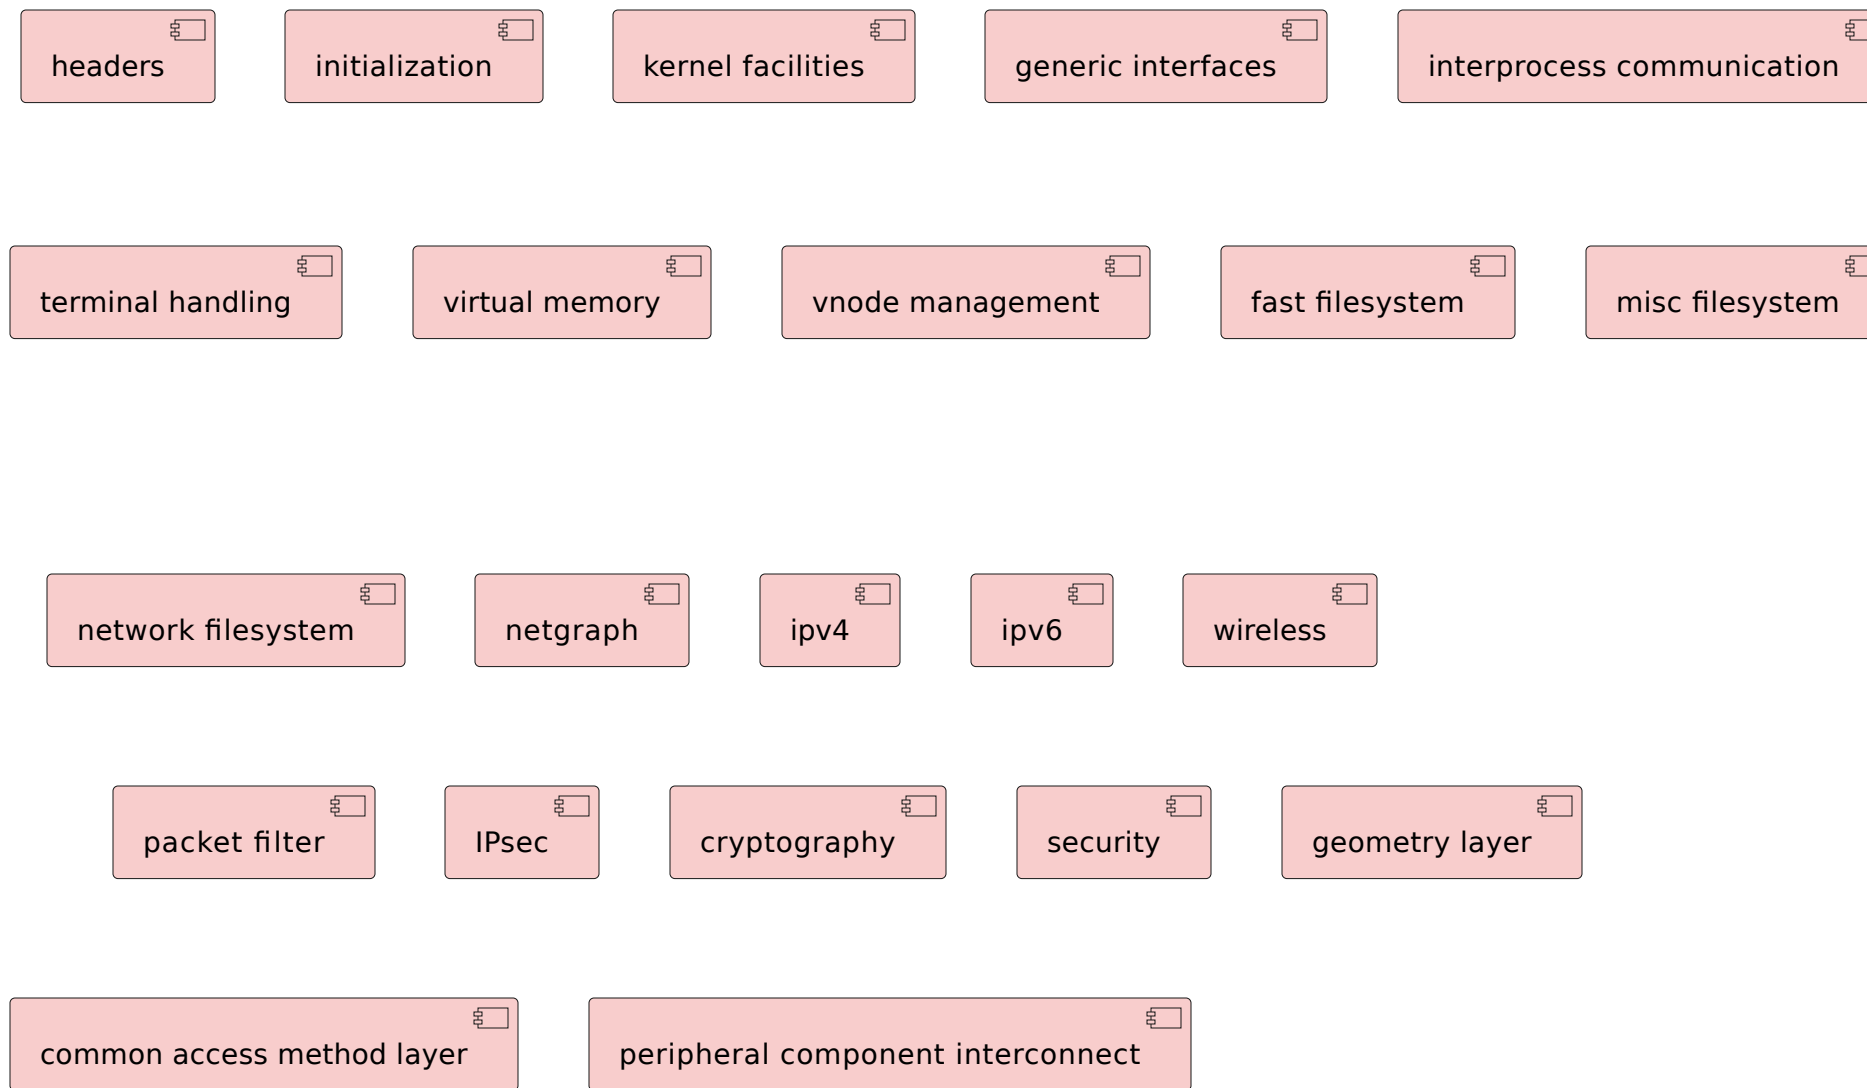 headers
initialization
kernel facilities
generic interfaces
interprocess communication
terminal handling
virtual memory
vnode management
fast filesystem
misc filesystem
network filesystem
netgraph
ipv4
ipv6
wireless
packet filter
IPsec
cryptography
security
geometry layer
common access method layer
peripheral component interconnect